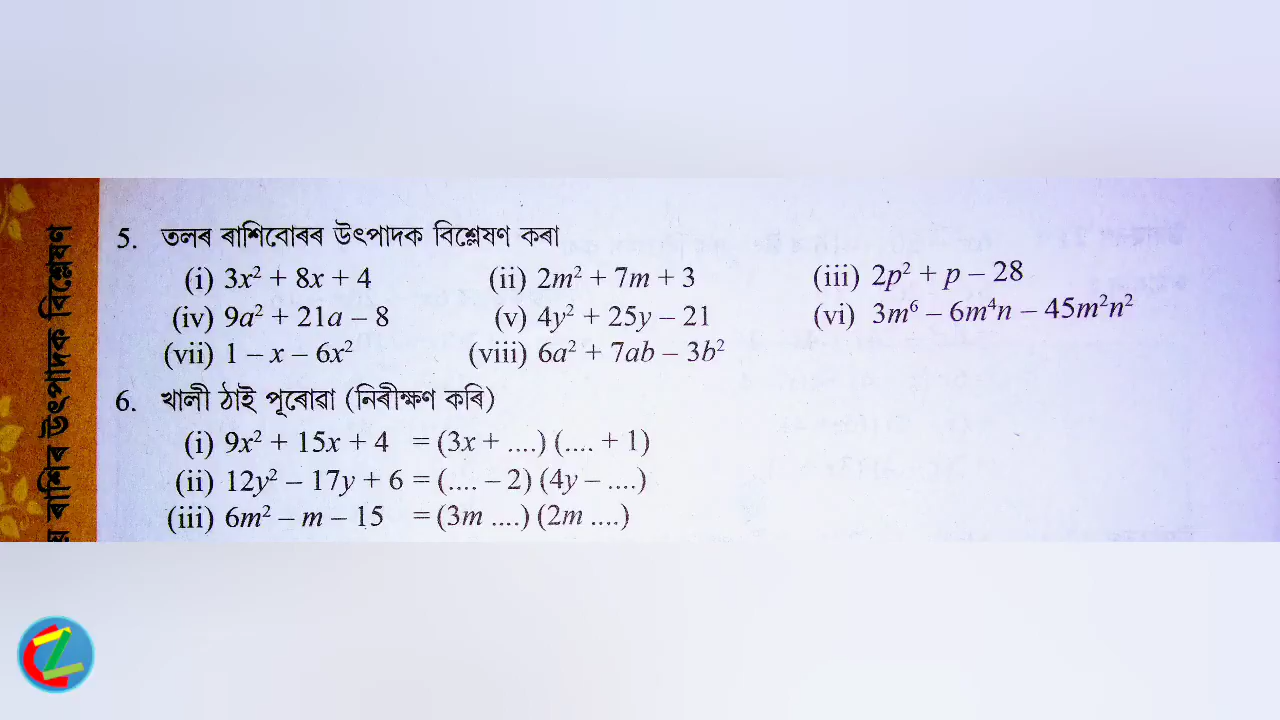 5. তলৰ ৰাশিবোৰৰ উৎপাদক বিশ্লেষণ কৰা
(i) 3x² + 8x + 4 (ii) 2m² + 7m + 3 (iii) 2p² + p − 28
(iv) 9a² + 21a − 8 (v) 4y² + 25y − 21 (vi) 3m⁶ − 6m⁴n − 45m²n²
(vii) 1 − x − 6x² (viii) 6a² + 7ab − 3b²
6. খালী ঠাই পূৰোৱা (নিৰীক্ষণ কৰি)
(i) 9x² + 15x + 4 = (3x + ....) (.... + 1)
(ii) 12y² − 17y + 6 = (.... − 2) (4y − ....)
(iii) 6m² − m − 15 = (3m ....) (2m ....)
ৰাশিৰ উৎপাদক বিশ্লেষণ